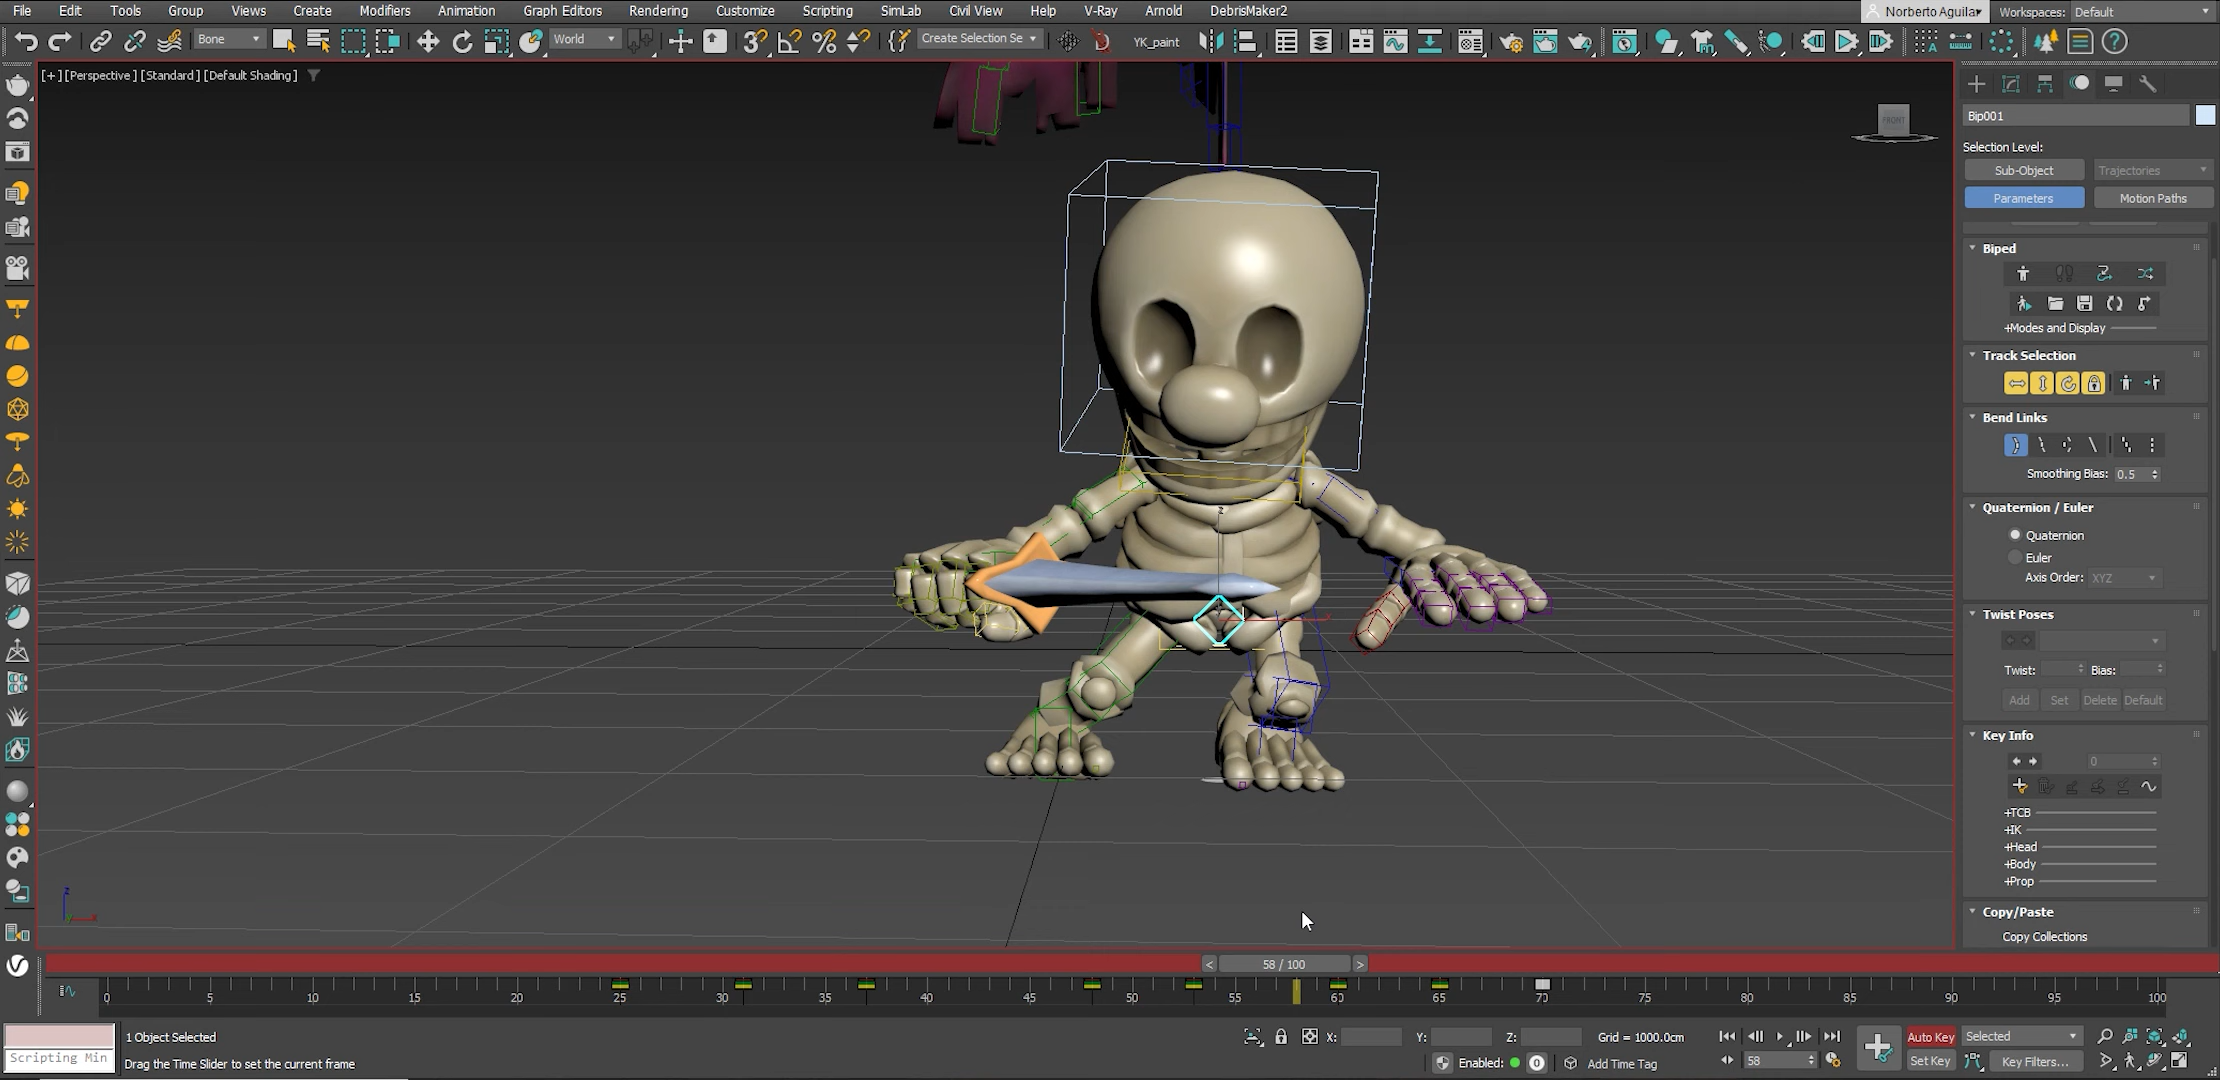 File Edit Tools Group Views Create Modifiers Animation Graph Editors Rendering Customize Scripting SimLab Civil View Help V-Ray Arnold DebrisMaker2 Norberto Aguilar Workspaces: Default
Bone World Create Selection Se YK_paint
[+] [Perspective ] [Standard ] [Default Shading ]
FRONT
Bip001
Selection Level:
Sub-Object Trajectories
Parameters Motion Paths
Biped
+Modes and Display
Track Selection
Bend Links
Smoothing Bias: 0.5
Quaternion / Euler
Quaternion
Euler
Axis Order: XYZ
Twist Poses
Twist: Bias:
Add Set Delete Default
Key Info
0
+TCB
+IK
+Head
+Body
+Prop
Copy/Paste
Copy Collections
z
z
x
< 58 / 100 >
0 5 10 15 20 25 30 35 40 45 50 55 60 65 70 75 80 85 90 95 100
1 Object Selected X: Y: Z: Grid = 1000.0cm Auto Key Selected
Scripting Min Drag the Time Slider to set the current frame Enabled: 0 Add Time Tag 58 Set Key Key Filters...